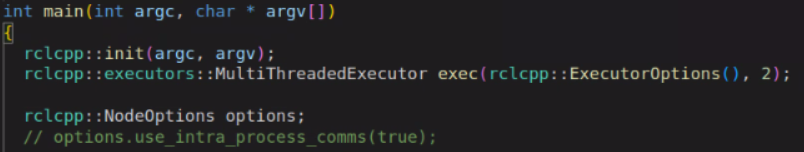 int main(int argc, char * argv[])
{
  rclcpp::init(argc, argv);
  rclcpp::executors::MultiThreadedExecutor exec(rclcpp::ExecutorOptions(), 2);

  rclcpp::NodeOptions options;
  // options.use_intra_process_comms(true);